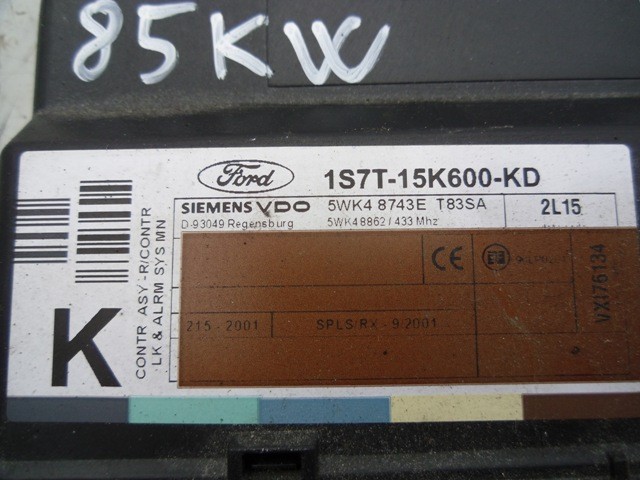 85KW
Ford 1S7T-15K600-KD
SIEMENS VDO 5WK4 8743E T83SA 2L15
D-93049 Regensburg 5WK4 8862 / 433 Mhz
CE
215 - 2001 SPLS/RX - 9/2001
VXI76134
K
CONTR ASY -R/CONTR
LK & ALRM SYS MN